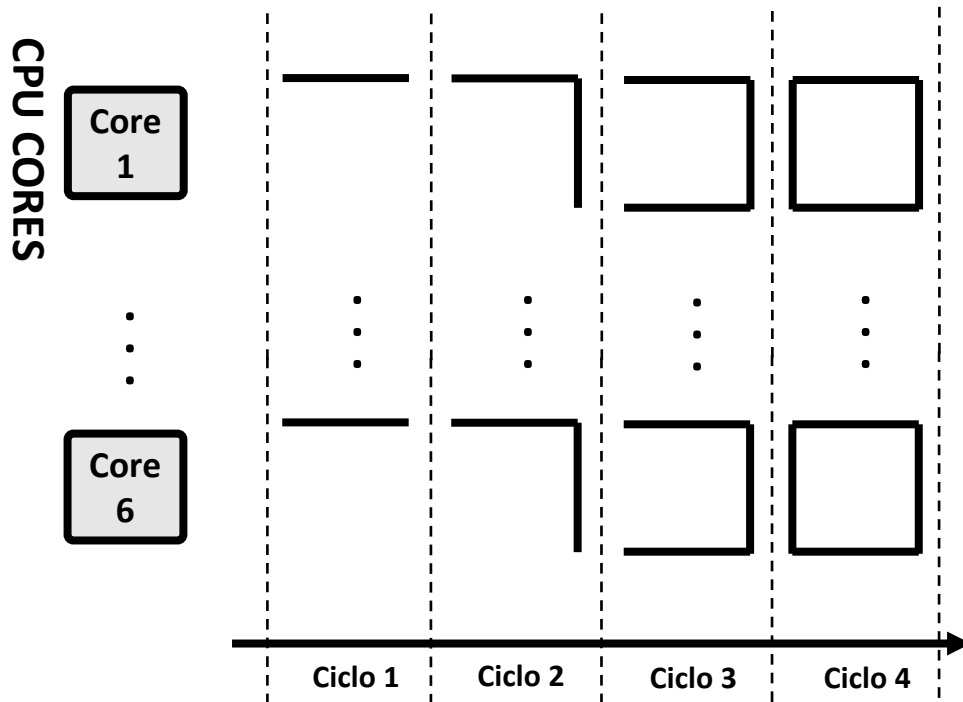 CPU CORES
Core
1
Core
6
Ciclo 1
Ciclo 2
Ciclo 3
Ciclo 4